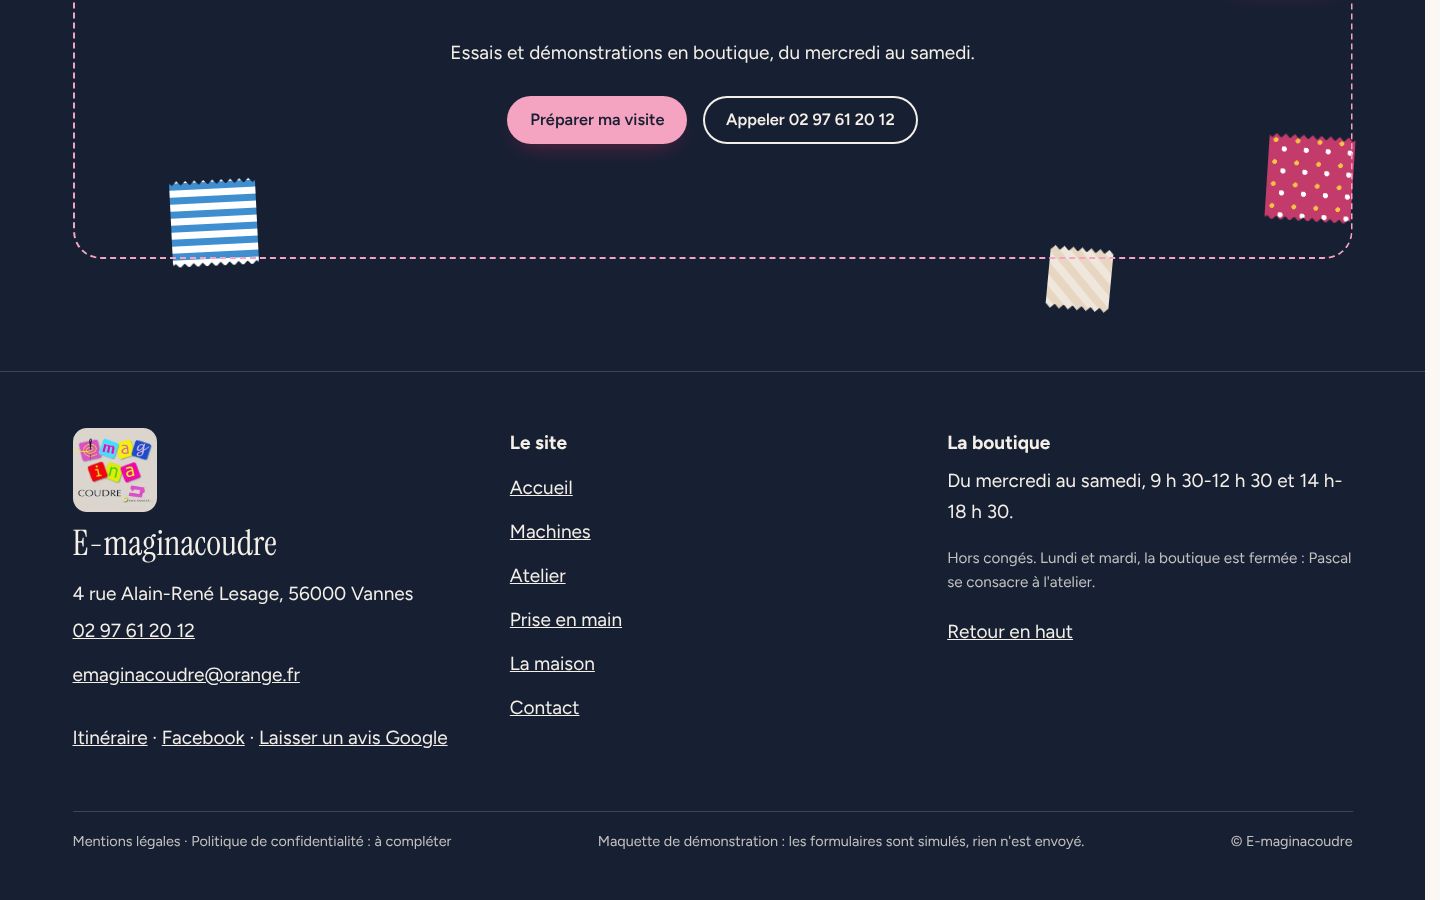 Essais et démonstrations en boutique, du mercredi au samedi.
Préparer ma visite
Appeler 02 97 61 20 12
e mag
ina
COUDRE
E-maginacoudre
4 rue Alain-René Lesage, 56000 Vannes
02 97 61 20 12
emaginacoudre@orange.fr
Itinéraire · Facebook · Laisser un avis Google
Le site
Accueil
Machines
Atelier
Prise en main
La maison
Contact
La boutique
Du mercredi au samedi, 9 h 30-12 h 30 et 14 h-
18 h 30.
Hors congés. Lundi et mardi, la boutique est fermée : Pascal
se consacre à l'atelier.
Retour en haut
Mentions légales · Politique de confidentialité : à compléter
Maquette de démonstration : les formulaires sont simulés, rien n'est envoyé.
© E-maginacoudre